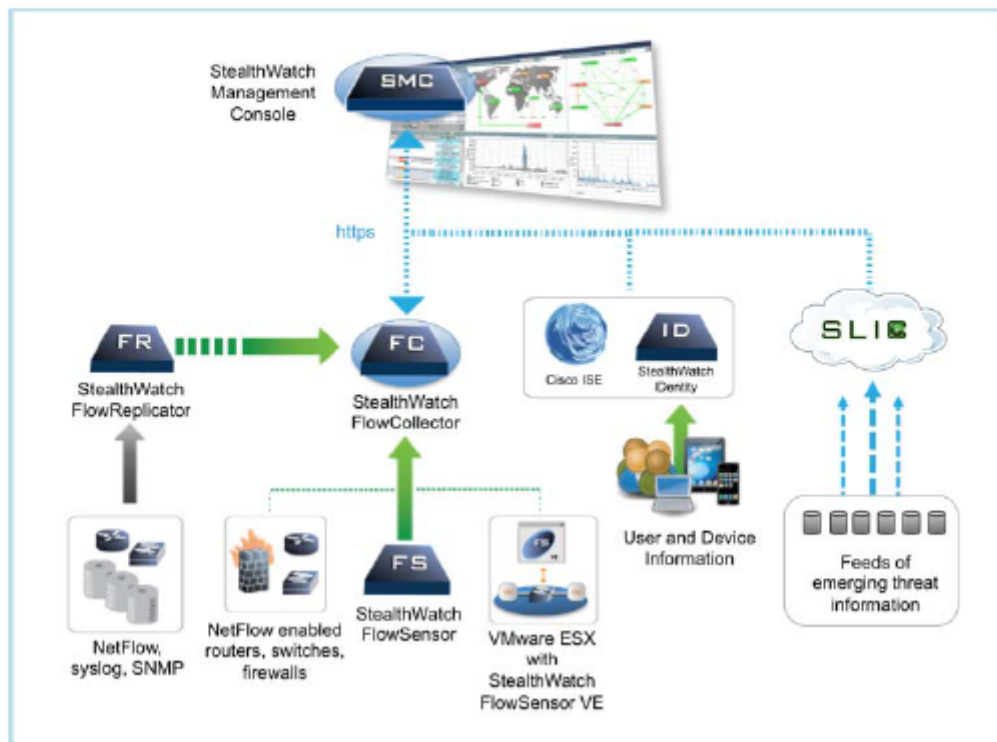 StealthWatch
Management
Console
SMC
https
FR
StealthWatch
FlowReplicator
FC
StealthWatch
FlowCollector
Cisco ISE
ID
StealthWatch
IDentity
SLIC
NetFlow,
syslog, SNMP
NetFlow enabled
routers, switches,
firewalls
FS
StealthWatch
FlowSensor
FS
VE
VMware ESX
with
StealthWatch
FlowSensor VE
User and Device
Information
Feeds of
emerging threat
information